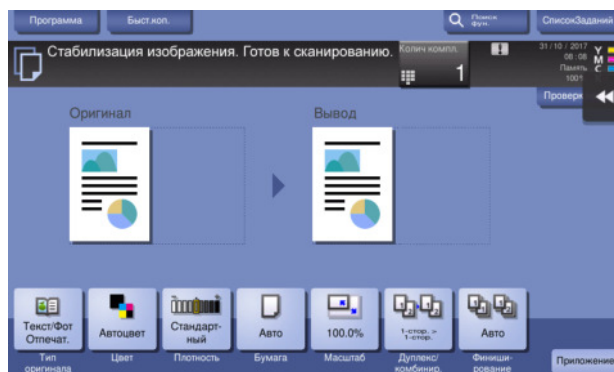 Программа
Быст.коп.
Поиск
фун.
СписокЗаданий
Стабилизация изображения. Готов к сканированию.
Колич компл.
1
31/10/2017
08:08
Память
100
Y
M
C
Проверк
Оригинал
Вывод
Текст/Фот
Отпечат.
Тип
оригинала
Автоцвет
Цвет
Стандарт-
ный
Плотность
Авто
Бумага
100.0%
Масштаб
1-стор. >
1-стор.
Дуплекс/
комбинир.
Авто
Финиши-
рование
Приложение